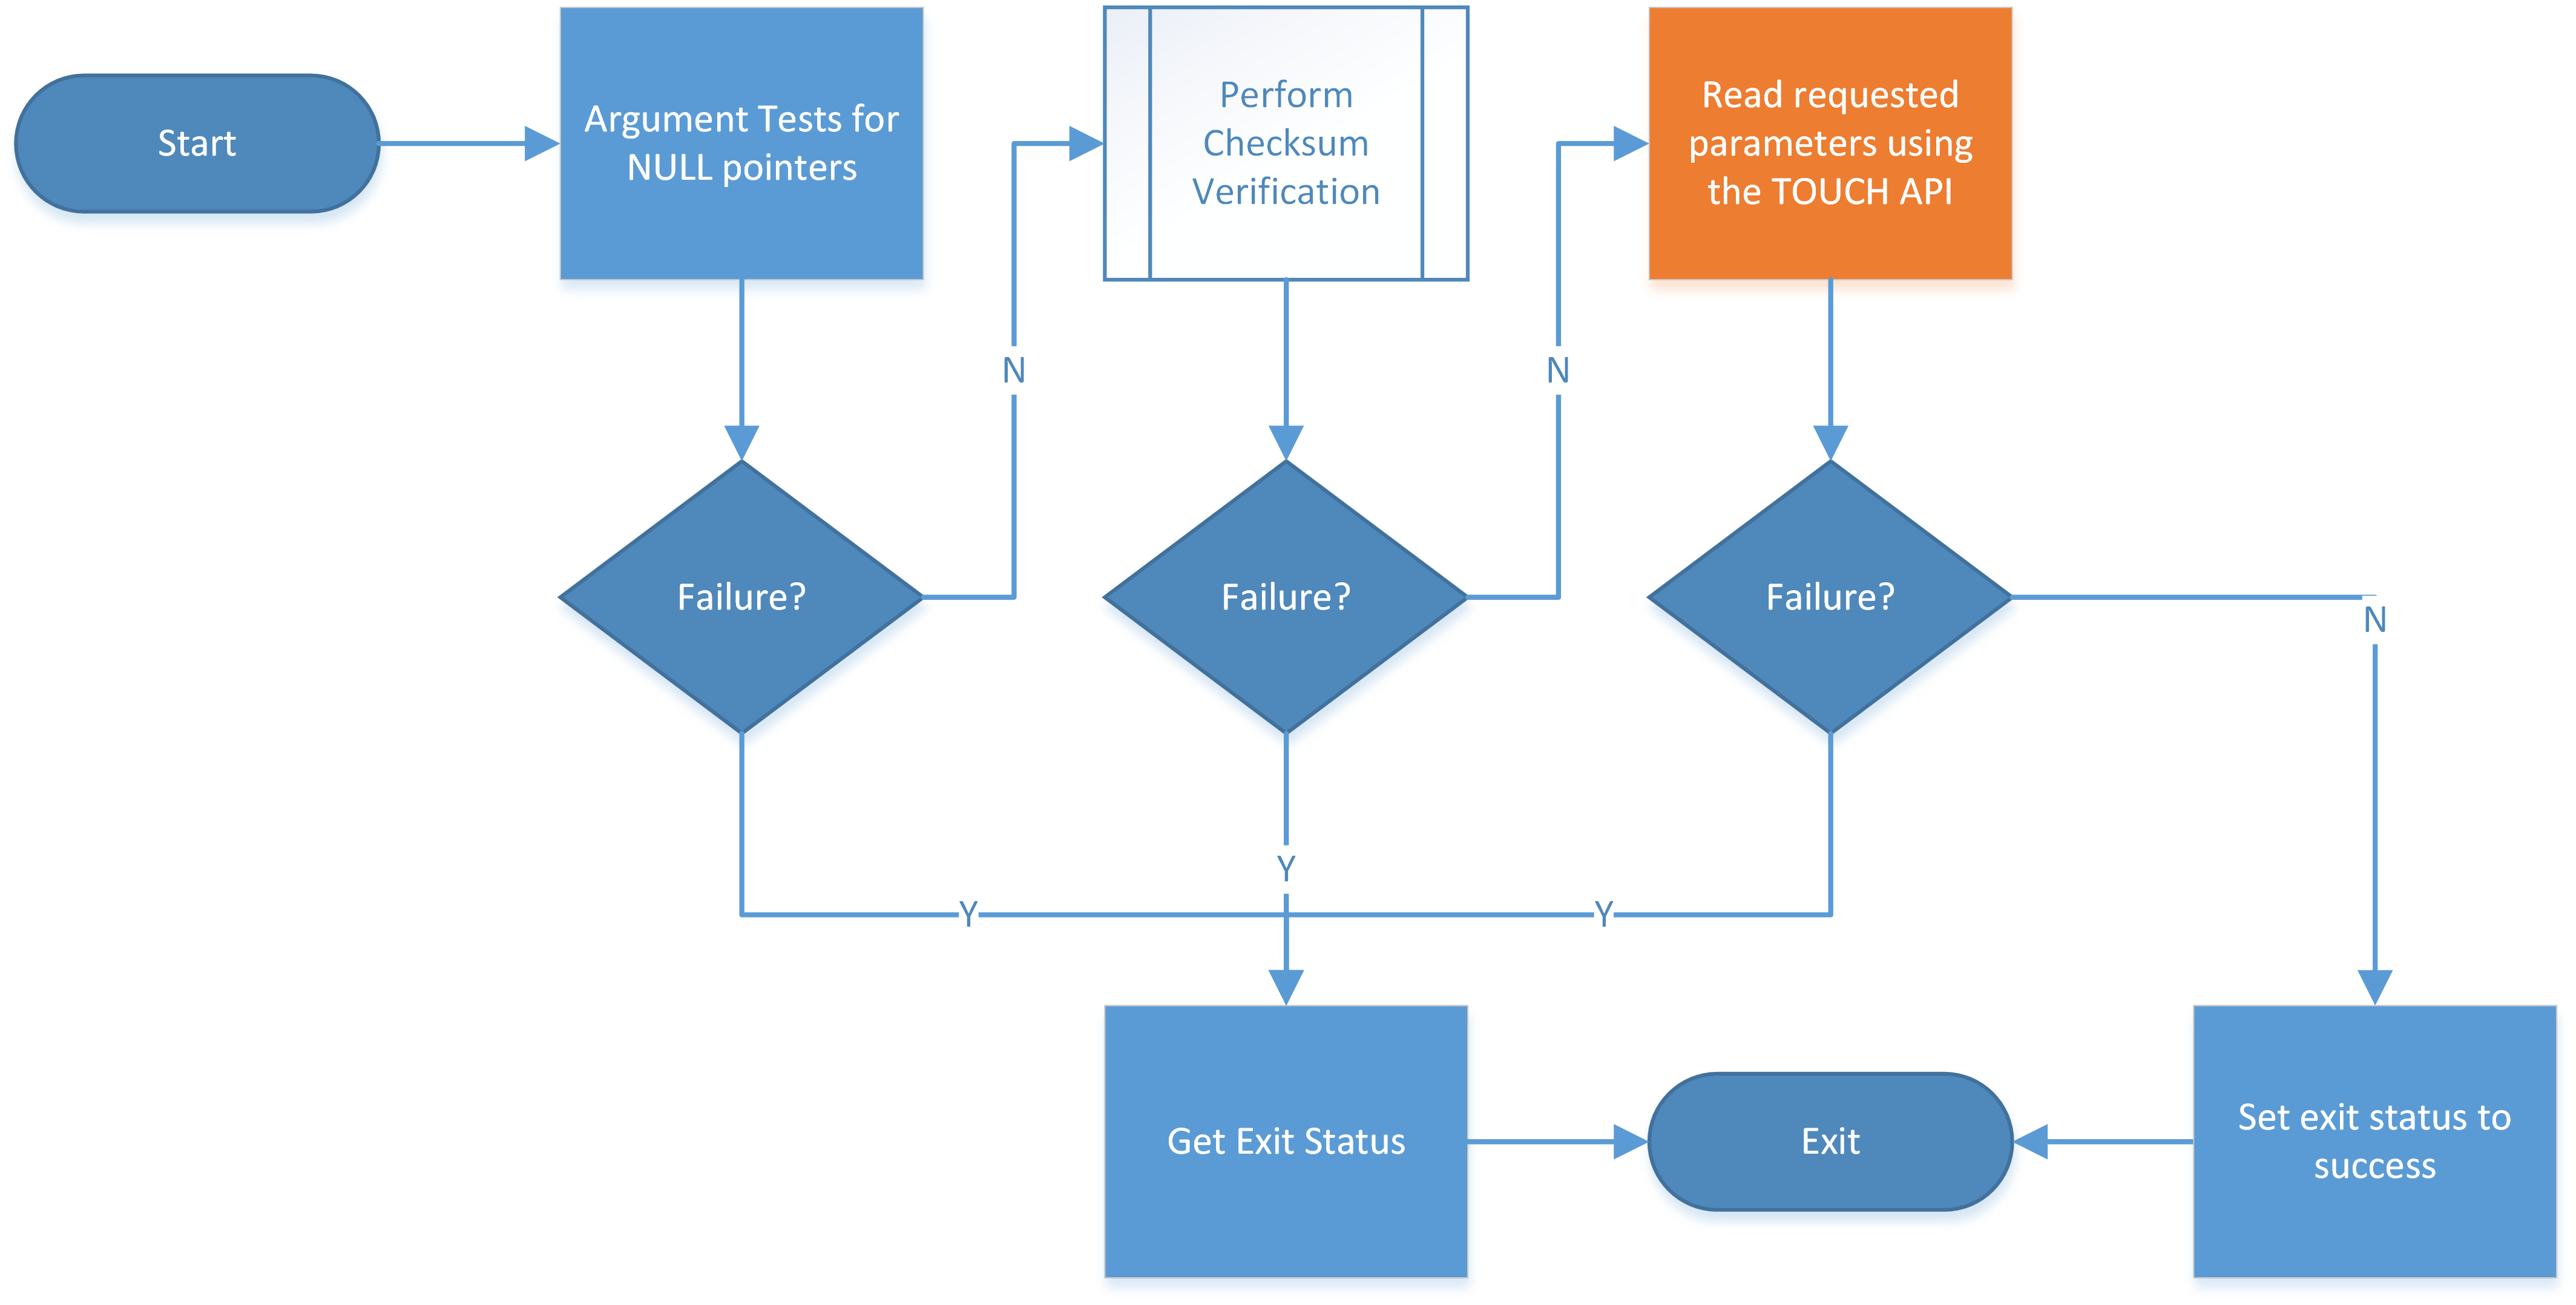 Start
Argument Tests for
NULL pointers
Perform
Checksum
Verification
Read requested
parameters using
the TOUCH API
N
N
Failure?
Failure?
Failure?
N
Y
Y
Y
Get Exit Status
Exit
Set exit status to
success